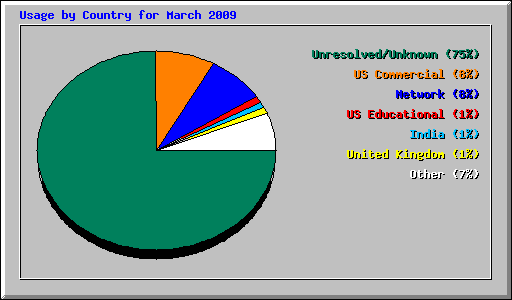 Usage by Country for March 2009
Unresolved/Unknown (75%)
US Commercial (8%)
Network (8%)
US Educational (1%)
India (1%)
United Kingdom (1%)
Other (7%)